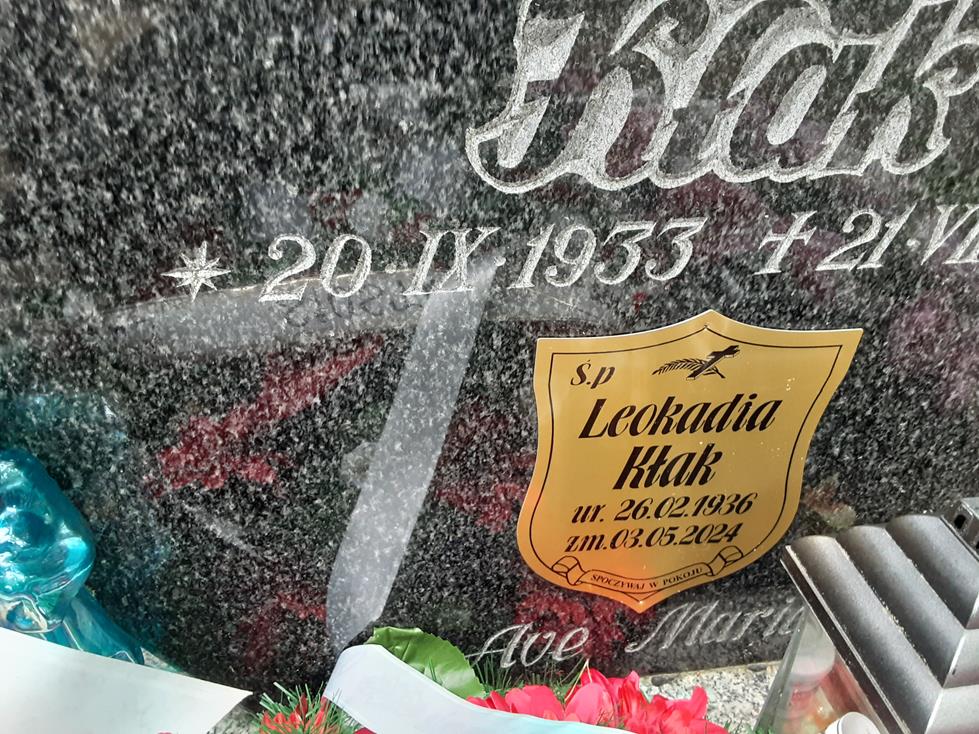 Kłak
* 20 IX 1933 ✝ 21 VII
Ś.p
Leokadia
Kłak
ur. 26.02.1936
zm.03.05.2024
SPOCZYWAJ W POKOJU
Ave Maria